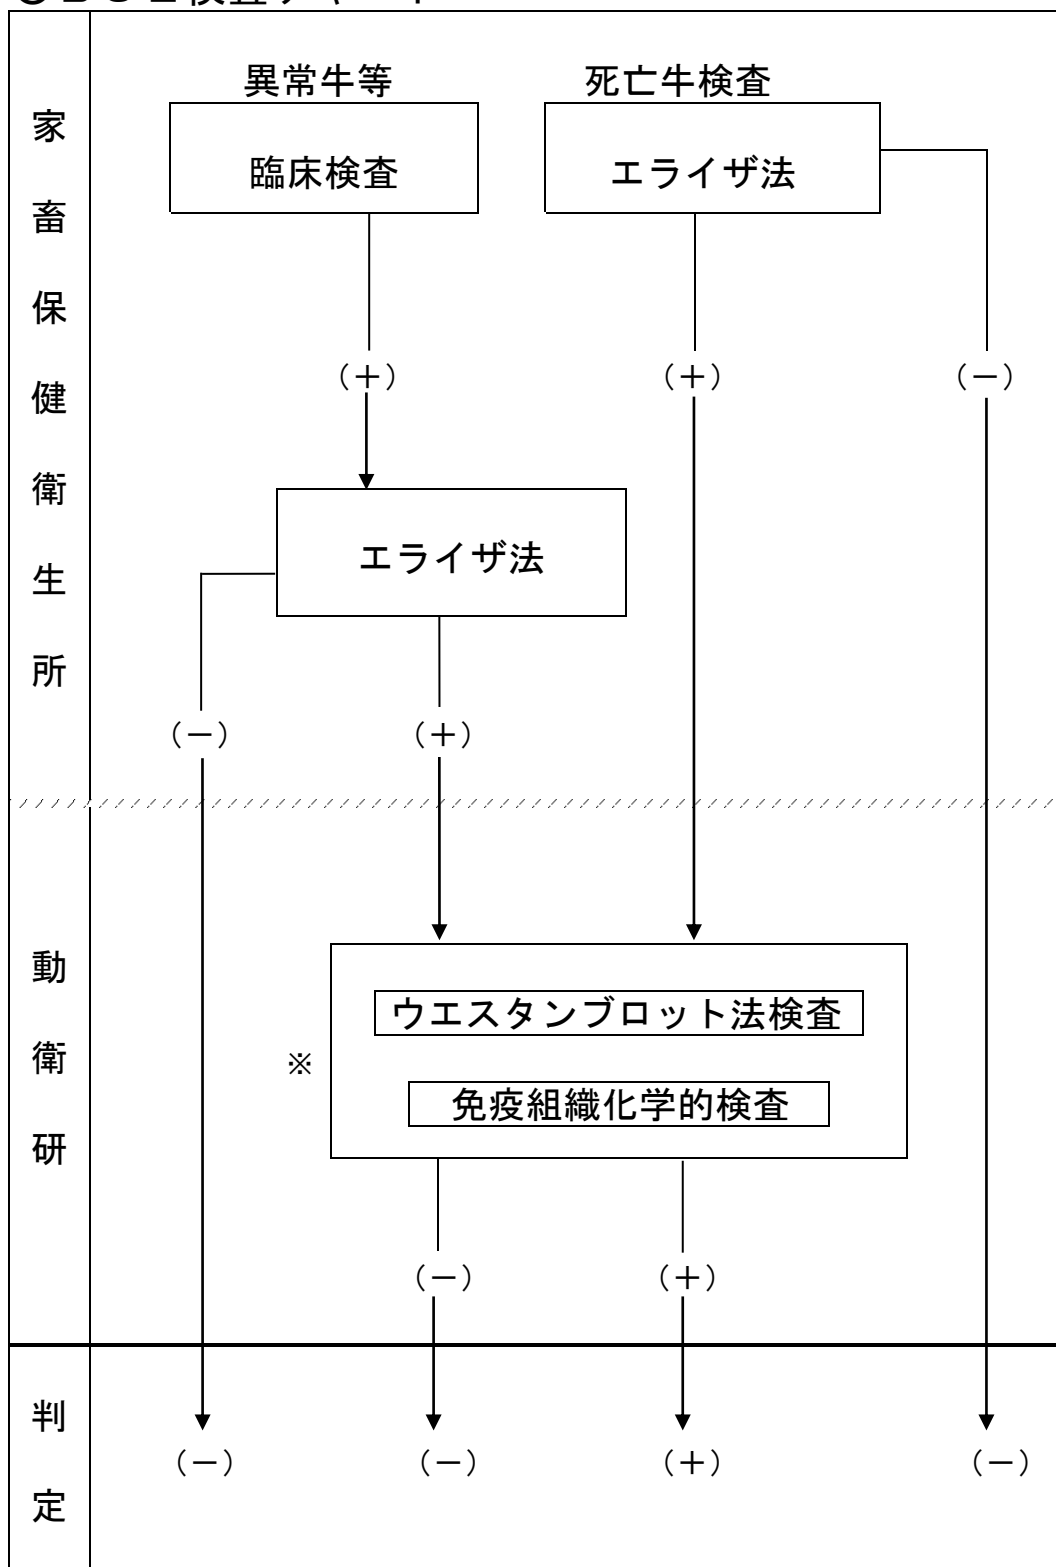 異常牛等
死亡牛検査
臨床検査
エライザ法
(+)
(+)
(-)
エライザ法
(-)
(+)
家畜保健衛生所
ウエスタンブロット法検査
※
免疫組織化学的検査
動衛研
(-)
(+)
判定
(-)
(-)
(+)
(-)